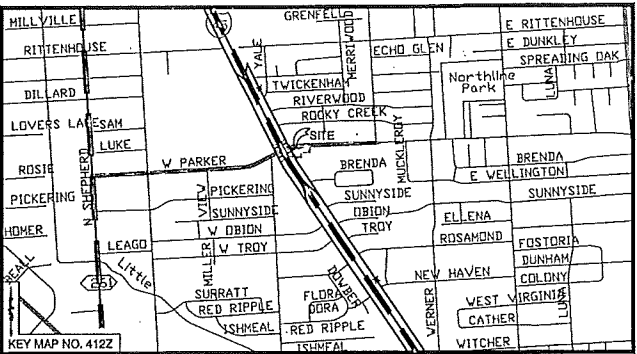 MILLVILLE
GRENFELL
E RITTENHOUSE
RITTENHOUSE
YALE
MERRIWOOD
ECHO GLEN
E DUNKLEY
SPREADING OAK
TWICKENHAM
Northline
Park
LUNA
DILLARD
RIVERWOOD
ROCKY CREEK
LOVERS LANE
SAM
SITE
LUKE
MUCKLEROY
ROSIE
N SHEPHERD
W PARKER
BRENDA
BRENDA
E WELLINGTON
PICKERING
VIEW
PICKERING
SUNNYSIDE
SUNNYSIDE
SUNNYSIDE
OBION
HOMER
W OBION
TROY
ELLENA
LEAGO
W TROY
ROSAMOND
FOSTORIA
BEALL
Little
MILLER
DUNHAM
251
DOWBER
NEW HAVEN
COLONY
SURRATT
FLORA
WEST VIRGINIA
LUNA
RED RIPPLE
DORA
VERNER
CATHER
ISHMEAL
RED RIPPLE
KEY MAP NO. 412Z
ISHMEAL
WITCHER